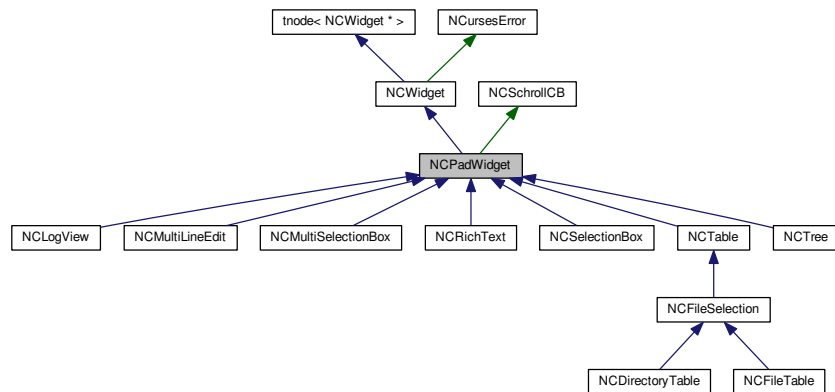 tnode< NCWidget * >
NCursesError
NCWidget
NCSchrollCB
NCPadWidget
NCLogView
NCMultiLineEdit
NCMultiSelectionBox
NCRichText
NCSelectionBox
NCTable
NCTree
NCFileSelection
NCDirectoryTable
NCFileTable